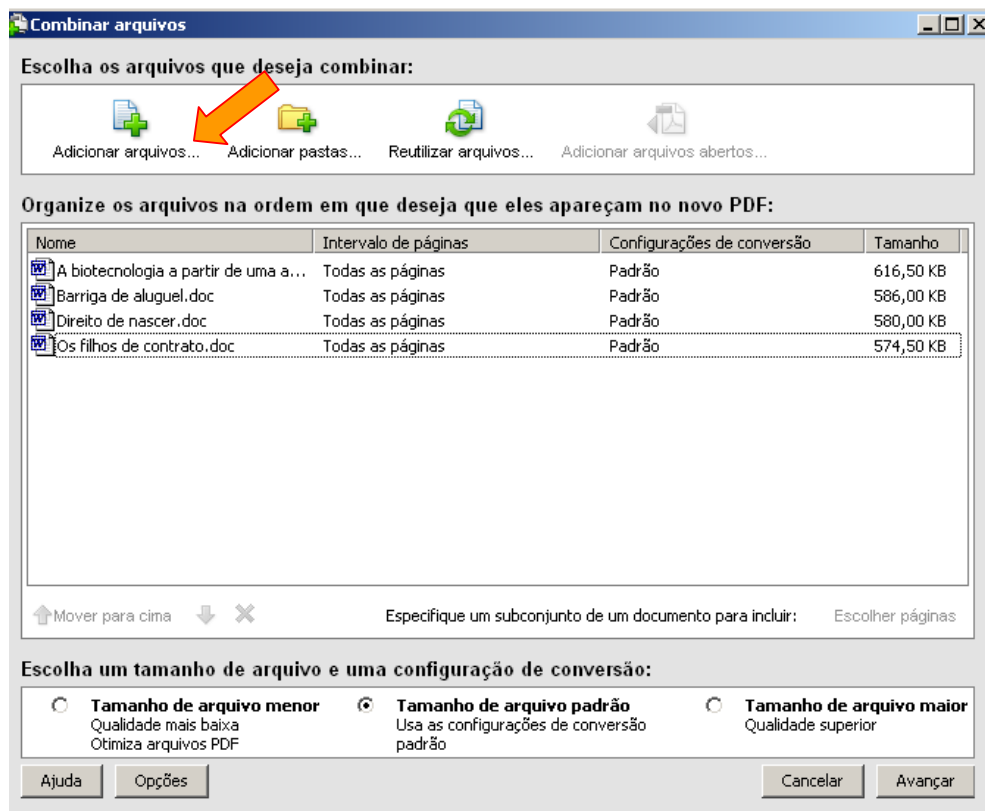 Combinar arquivos
Escolha os arquivos que deseja combinar:
Adicionar arquivos... Adicionar pastas... Reutilizar arquivos... Adicionar arquivos abertos...
Organize os arquivos na ordem em que deseja que eles apareçam no novo PDF:
Nome Intervalo de páginas Configurações de conversão Tamanho
A biotecnologia a partir de uma a... Todas as páginas Padrão 616,50 KB
Barriga de aluguel.doc Todas as páginas Padrão 586,00 KB
Direito de nascer.doc Todas as páginas Padrão 580,00 KB
Os filhos de contrato.doc Todas as páginas Padrão 574,50 KB
Mover para cima Especifique um subconjunto de um documento para incluir: Escolher páginas
Escolha um tamanho de arquivo e uma configuração de conversão:
Tamanho de arquivo menor Tamanho de arquivo padrão Tamanho de arquivo maior
Qualidade mais baixa Usa as configurações de conversão Qualidade superior
Otimiza arquivos PDF padrão
Ajuda Opções Cancelar Avançar